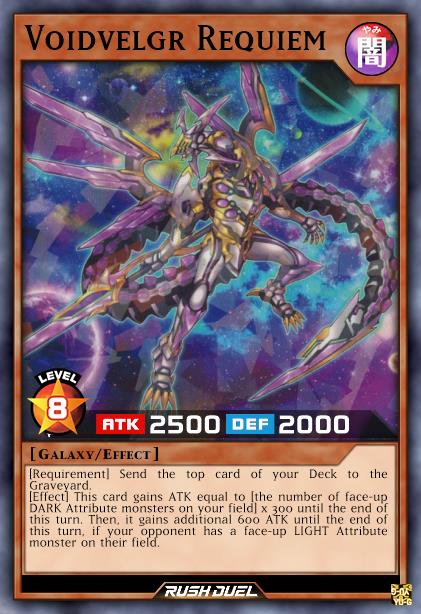 VOIDVELGR REQUIEM
やみ
闇
LEVEL
8
ATK 2500 DEF 2000
[GALAXY/EFFECT]
[Requirement] Send the top card of your Deck to the
Graveyard.
[Effect] This card gains ATK equal to [the number of face-up
DARK Attribute monsters on your field] x 300 until the end of
this turn. Then, it gains additional 600 ATK until the end of
this turn, if your opponent has a face-up LIGHT Attribute
monster on their field.
RUSH DUEL